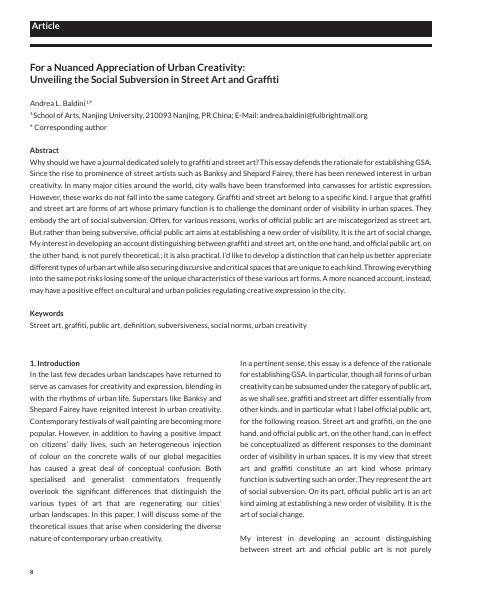 Article
For a Nuanced Appreciation of Urban Creativity:
Unveiling the Social Subversion in Street Art and Graffiti
Andrea L. Baldini ¹,*
¹School of Arts, Nanjing University, 210093 Nanjing, PR China; E-Mail: andrea.baldini@fulbrightmail.org
* Corresponding author
Abstract
Why should we have a journal dedicated solely to graffiti and street art? This essay defends the rationale for establishing GSA.
Since the rise to prominence of street artists such as Banksy and Shepard Fairey, there has been renewed interest in urban
creativity. In many major cities around the world, city walls have been transformed into canvasses for artistic expression.
However, these works do not fall into the same category. Graffiti and street art belong to a specific kind. I argue that graffiti
and street art are forms of art whose primary function is to challenge the dominant order of visibility in urban spaces. They
embody the art of social subversion. Often, for various reasons, works of official public art are miscategorized as street art.
But rather than being subversive, official public art aims at establishing a new order of visibility. It is the art of social change.
My interest in developing an account distinguishing between graffiti and street art, on the one hand, and official public art, on
the other hand, is not purely theoretical.; it is also practical. I'd like to develop a distinction that can help us better appreciate
different types of urban art while also securing discursive and critical spaces that are unique to each kind. Throwing everything
into the same pot risks losing some of the unique characteristics of these various art forms. A more nuanced account, instead,
may have a positive effect on cultural and urban policies regulating creative expression in the city.
Keywords
Street art, graffiti, public art, definition, subversiveness, social norms, urban creativity
1. Introduction
In the last few decades urban landscapes have returned to
serve as canvases for creativity and expression, blending in
with the rhythms of urban life. Superstars like Banksy and
Shepard Fairey have reignited interest in urban creativity.
Contemporary festivals of wall painting are becoming more
popular. However, in addition to having a positive impact
on citizens' daily lives, such an heterogeneous injection
of colour on the concrete walls of our global megacities
has caused a great deal of conceptual confusion. Both
specialised and generalist commentators frequently
overlook the significant differences that distinguish the
various types of art that are regenerating our cities'
urban landscapes. In this paper, I will discuss some of the
theoretical issues that arise when considering the diverse
nature of contemporary urban creativity.
In a pertinent sense, this essay is a defence of the rationale
for establishing GSA. In particular, though all forms of urban
creativity can be subsumed under the category of public art,
as we shall see, graffiti and street art differ essentially from
other kinds, and in particular what I label official public art,
for the following reason. Street art and graffiti, on the one
hand, and official public art, on the other hand, can in effect
be conceptualized as different responses to the dominant
order of visibility in urban spaces. It is my view that street
art and graffiti constitute an art kind whose primary
function is subverting such an order. They represent the art
of social subversion. On its part, official public art is an art
kind aiming at establishing a new order of visibility. It is the
art of social change.
My interest in developing an account distinguishing
between street art and official public art is not purely
8